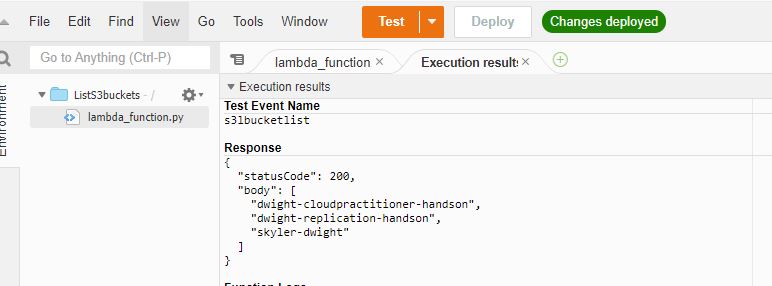 File Edit Find View Go Tools Window Test Deploy Changes deployed
Go to Anything (Ctrl-P)
lambda_function × Execution results ×
Environment
ListS3buckets - /
lambda_function.py
Execution results
Test Event Name
s3lbucketlist
Response
{
"statusCode": 200,
"body": [
"dwight-cloudpractitioner-handson",
"dwight-replication-handson",
"skyler-dwight"
]
}
Function Logs